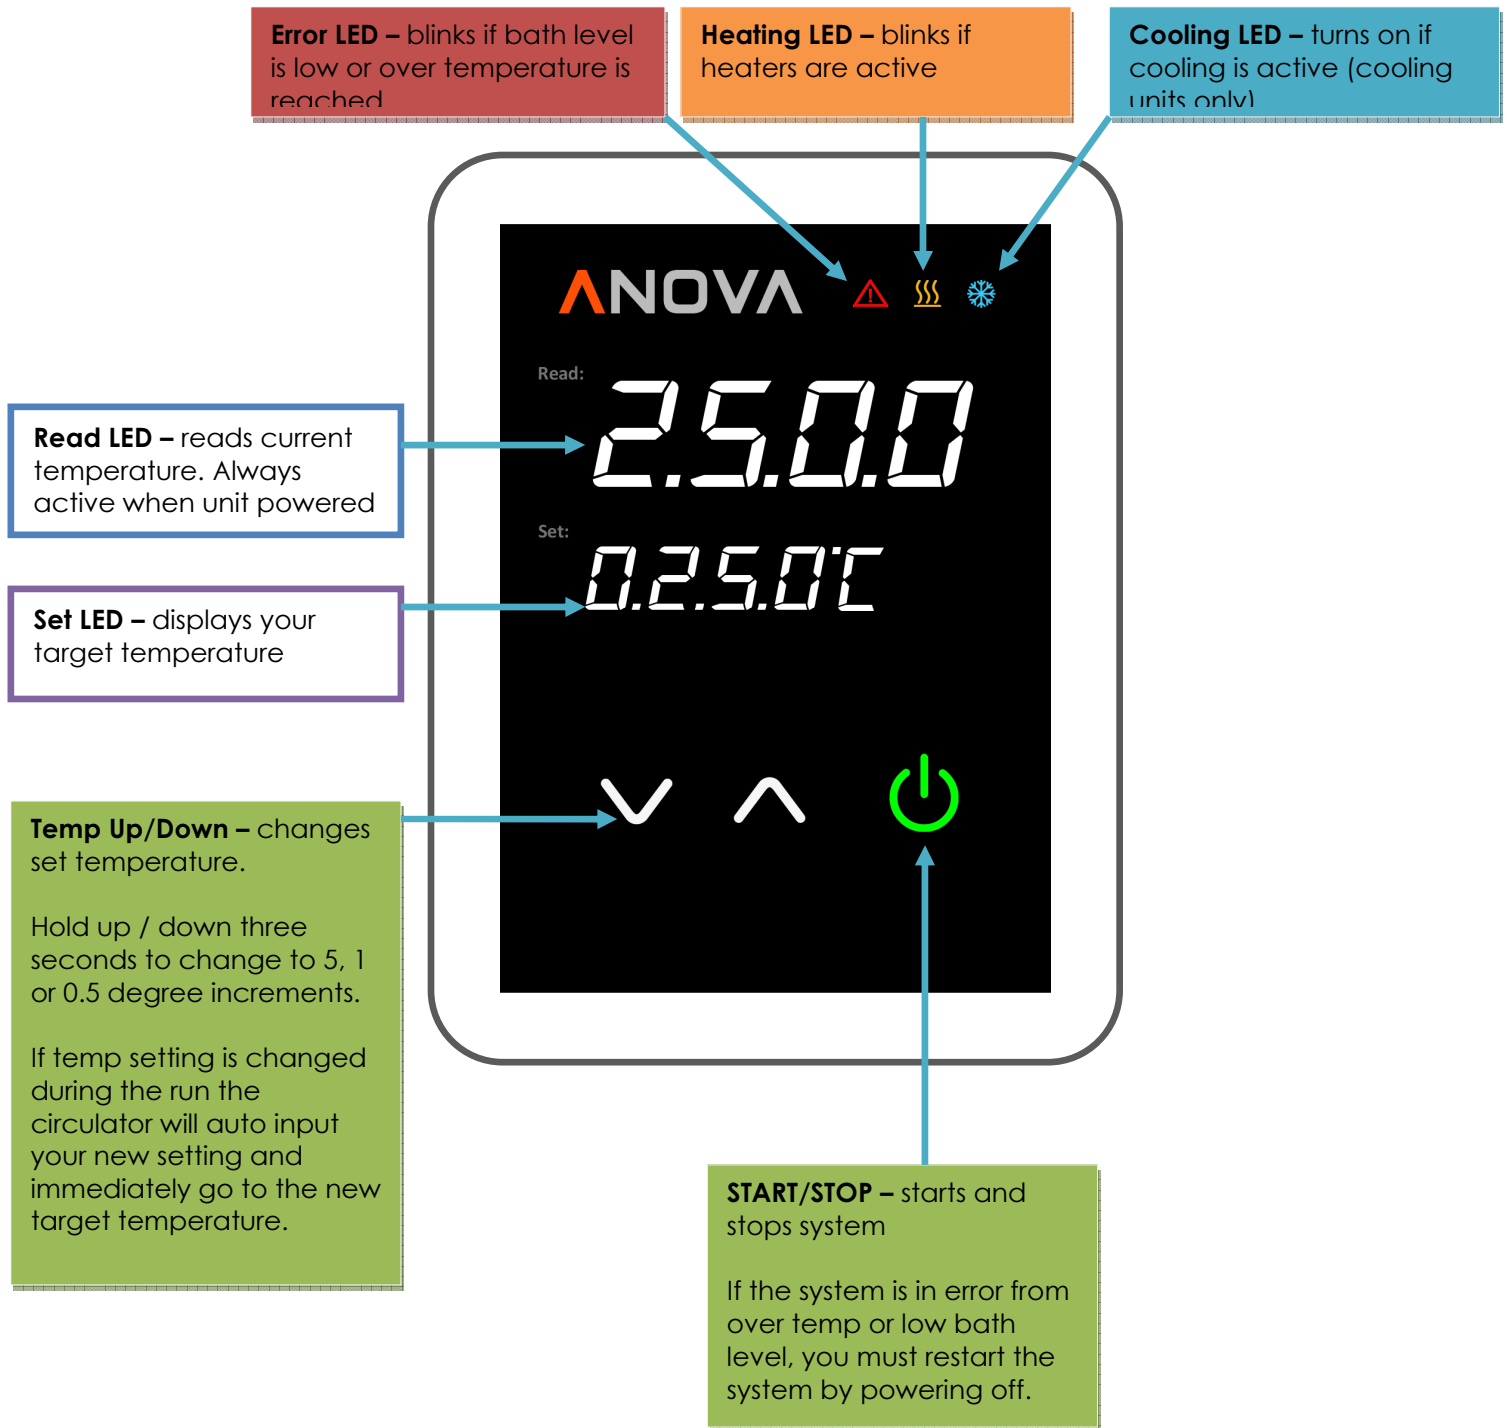 Error LED – blinks if bath level
is low or over temperature is
reached
Heating LED – blinks if
heaters are active
Cooling LED – turns on if
cooling is active (cooling
units only)
ANOVA
Read:
2.5.0.0
Set:
0.2.5.0°C
Read LED – reads current
temperature. Always
active when unit powered
Set LED – displays your
target temperature
Temp Up/Down – changes
set temperature.
Hold up / down three
seconds to change to 5, 1
or 0.5 degree increments.
If temp setting is changed
during the run the
circulator will auto input
your new setting and
immediately go to the new
target temperature.
START/STOP – starts and
stops system
If the system is in error from
over temp or low bath
level, you must restart the
system by powering off.